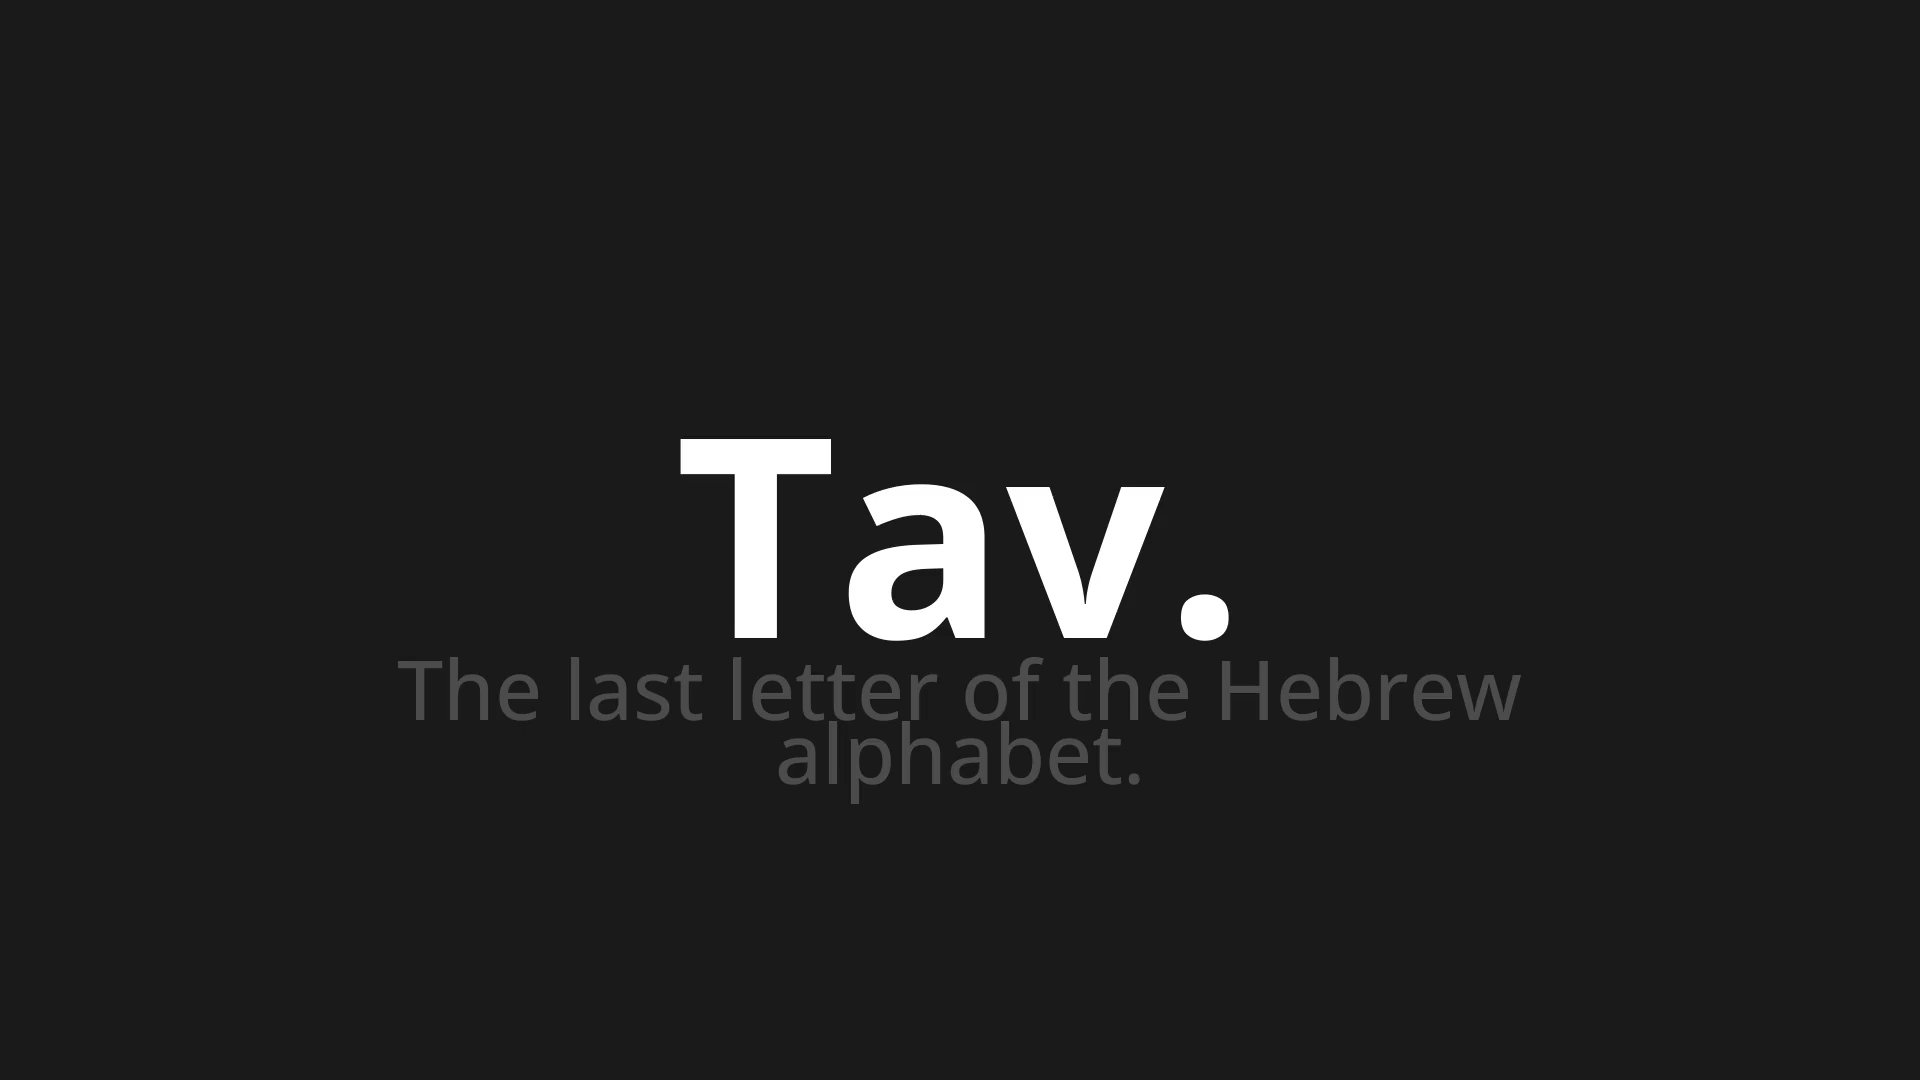 Tav.
The last letter of the Hebrew
alphabet.